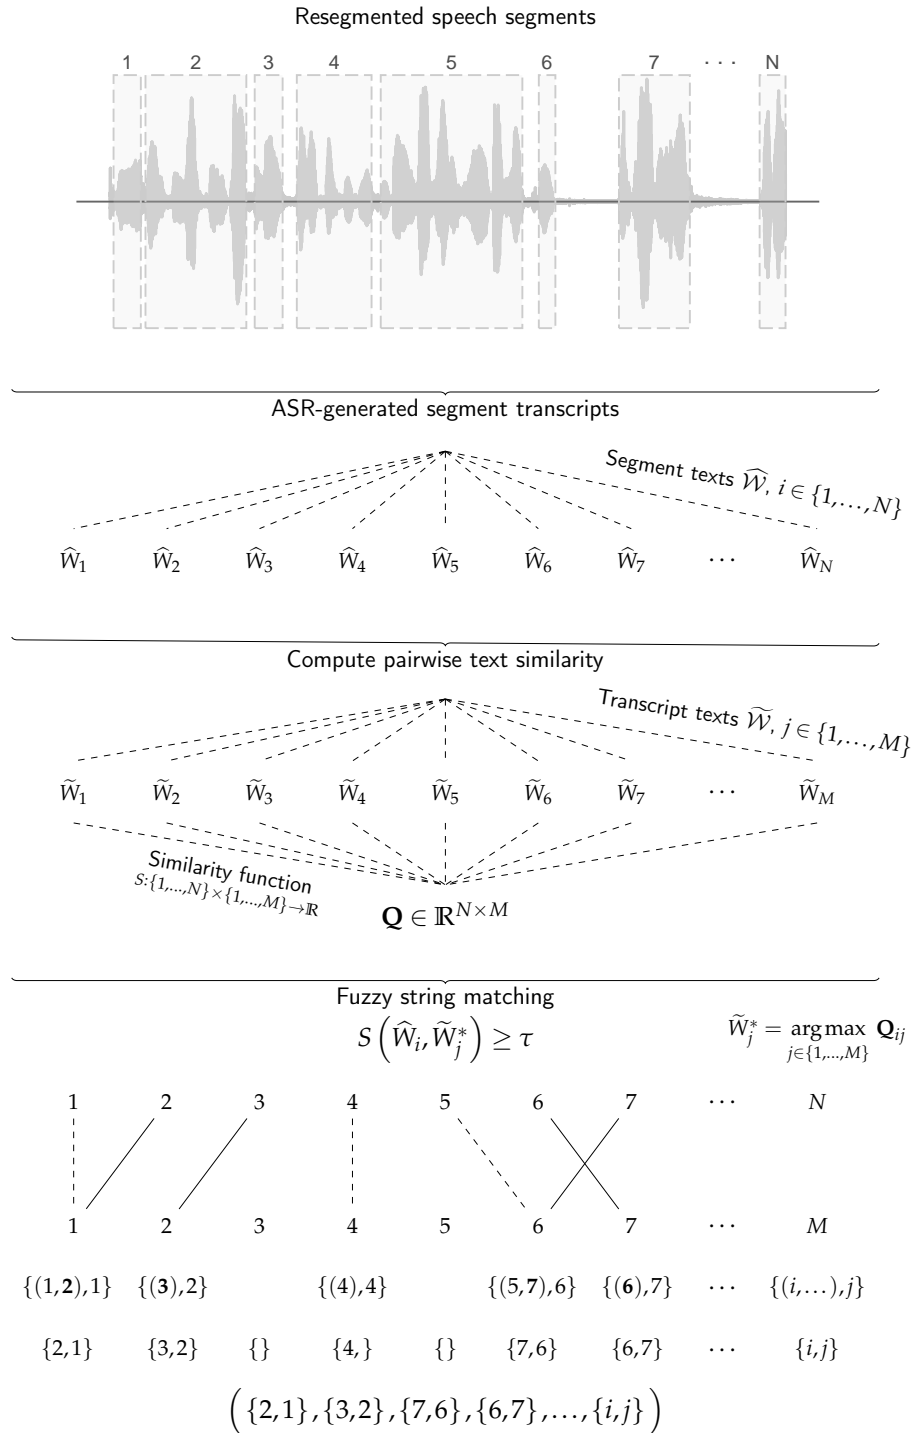 Resegmented speech segments
1 2 3 4 5 6 7 ··· N
ASR-generated segment transcripts
Segment texts 𝒲̂, i ∈ {1,…,N}
Ŵ₁ Ŵ₂ Ŵ₃ Ŵ₄ Ŵ₅ Ŵ₆ Ŵ₇ ··· Ŵ_N
Compute pairwise text similarity
Transcript texts 𝒲̃, j ∈ {1,…,M}
W̃₁ W̃₂ W̃₃ W̃₄ W̃₅ W̃₆ W̃₇ ··· W̃_M
Similarity function
S:{1,…,N}×{1,…,M}→ℝ
Q ∈ ℝ^{N×M}
Fuzzy string matching
S(Ŵ_i, W̃*_j) ≥ τ
W̃*_j = arg max Q_{ij}
j∈{1,…,M}
1 2 3 4 5 6 7 ··· N
1 2 3 4 5 6 7 ··· M
{(1,2),1} {(3),2} {(4),4} {(5,7),6} {(6),7} ··· {(i,…),j}
{2,1} {3,2} {} {4,} {} {7,6} {6,7} ··· {i,j}
({2,1},{3,2},{7,6},{6,7},…,{i,j})